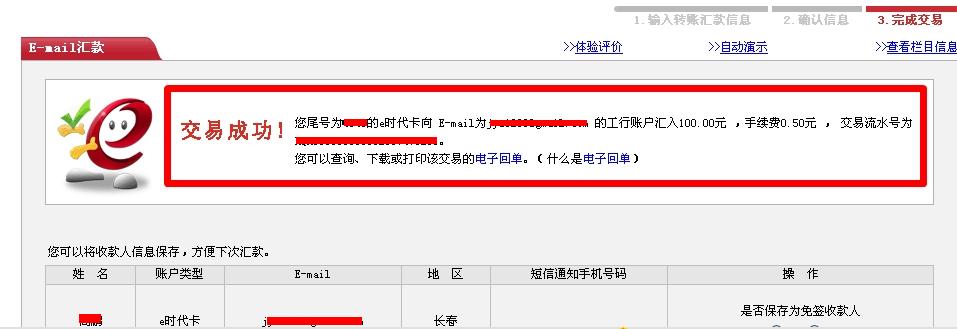 1.输入转账汇款信息 2.确认信息 3.完成交易
E-mail汇款 >>体验评价 >>自动演示 >>查看栏目信息
交易成功！
您尾号为 的e时代卡向 E-mail为 的工行账户汇入100.00元 ，手续费0.50元 ， 交易流水号为
。
您可以查询、下载或打印该交易的电子回单。（ 什么是电子回单 ）
您可以将收款人信息保存，方便下次汇款。
姓 名 账户类型 E-mail 地 区 短信通知手机号码 操 作
e时代卡 长春 是否保存为免签收款人